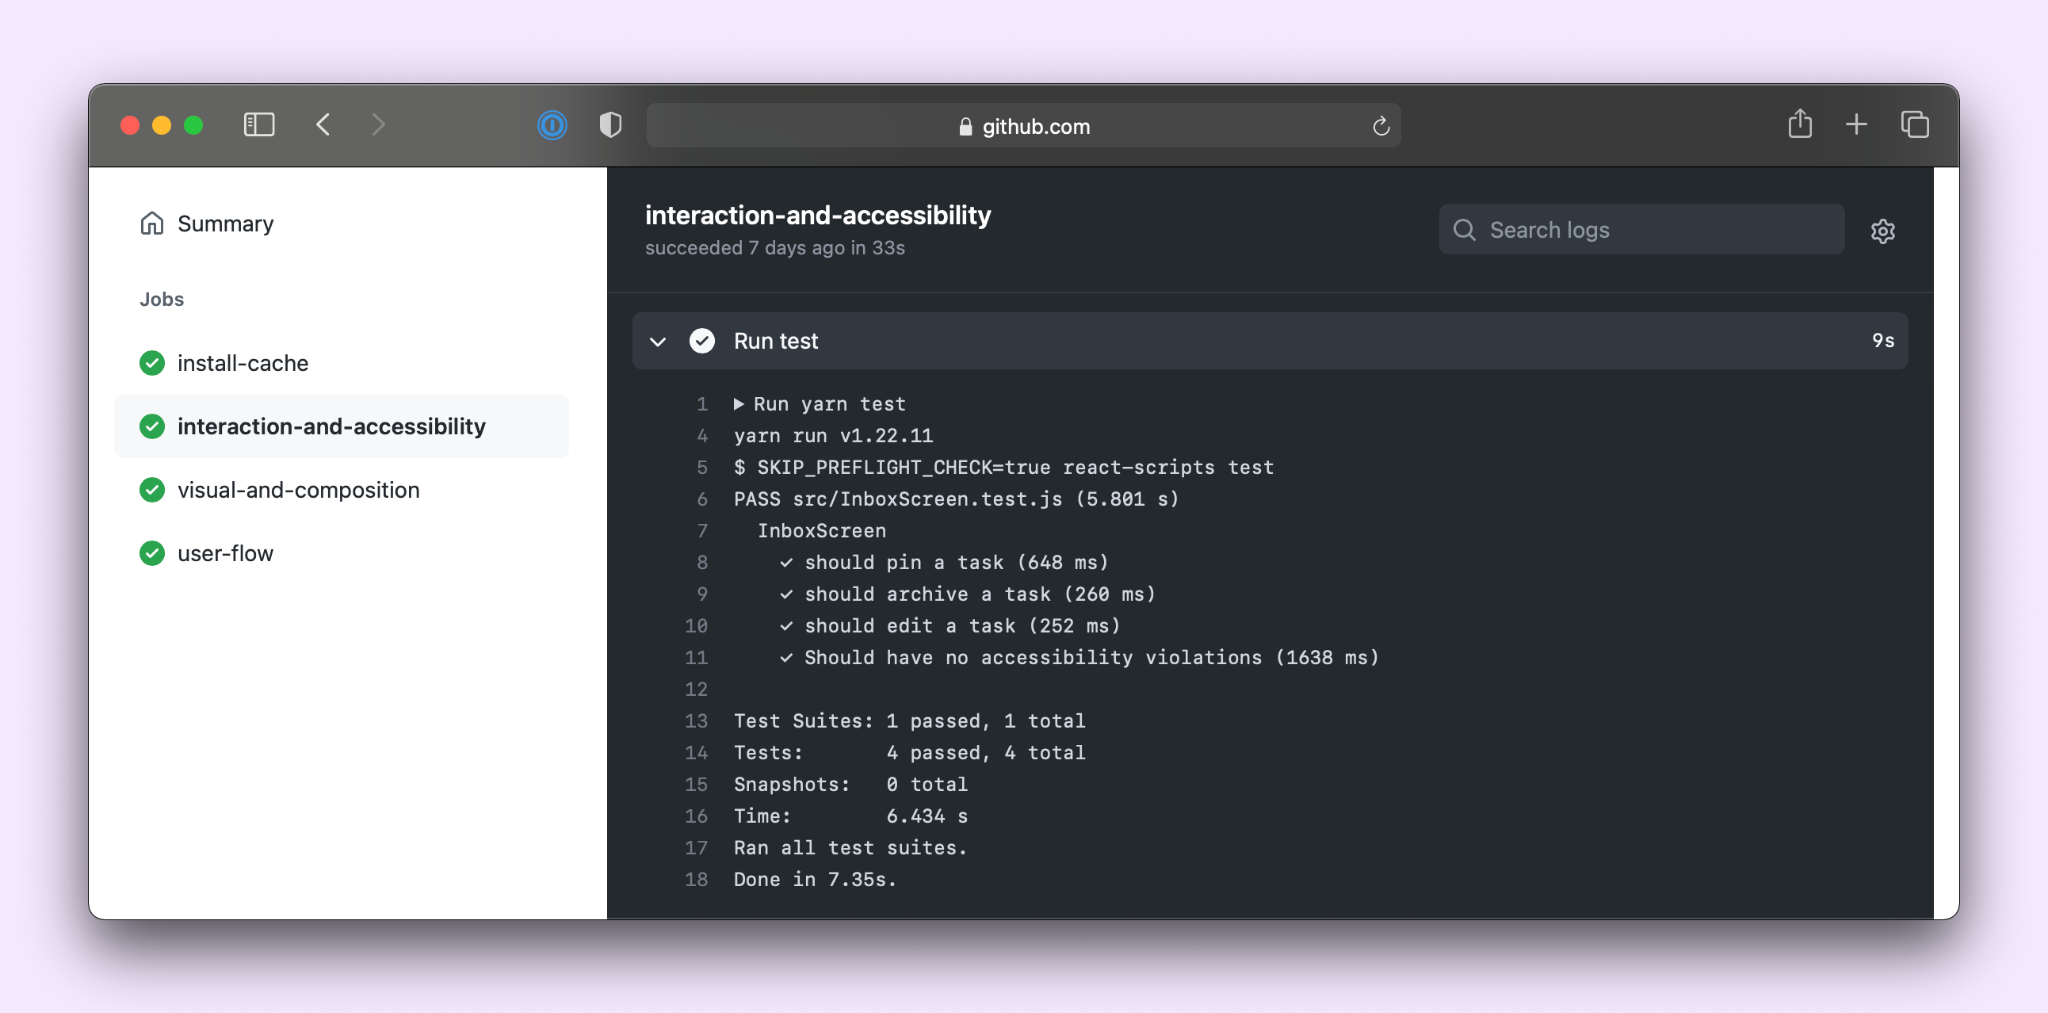 github.com
Summary
Jobs
install-cache
interaction-and-accessibility
visual-and-composition
user-flow
interaction-and-accessibility
succeeded 7 days ago in 33s
Search logs
Run test 9s
1 ▶ Run yarn test
4 yarn run v1.22.11
5 $ SKIP_PREFLIGHT_CHECK=true react-scripts test
6 PASS src/InboxScreen.test.js (5.801 s)
7 InboxScreen
8 ✓ should pin a task (648 ms)
9 ✓ should archive a task (260 ms)
10 ✓ should edit a task (252 ms)
11 ✓ Should have no accessibility violations (1638 ms)
12
13 Test Suites: 1 passed, 1 total
14 Tests: 4 passed, 4 total
15 Snapshots: 0 total
16 Time: 6.434 s
17 Ran all test suites.
18 Done in 7.35s.